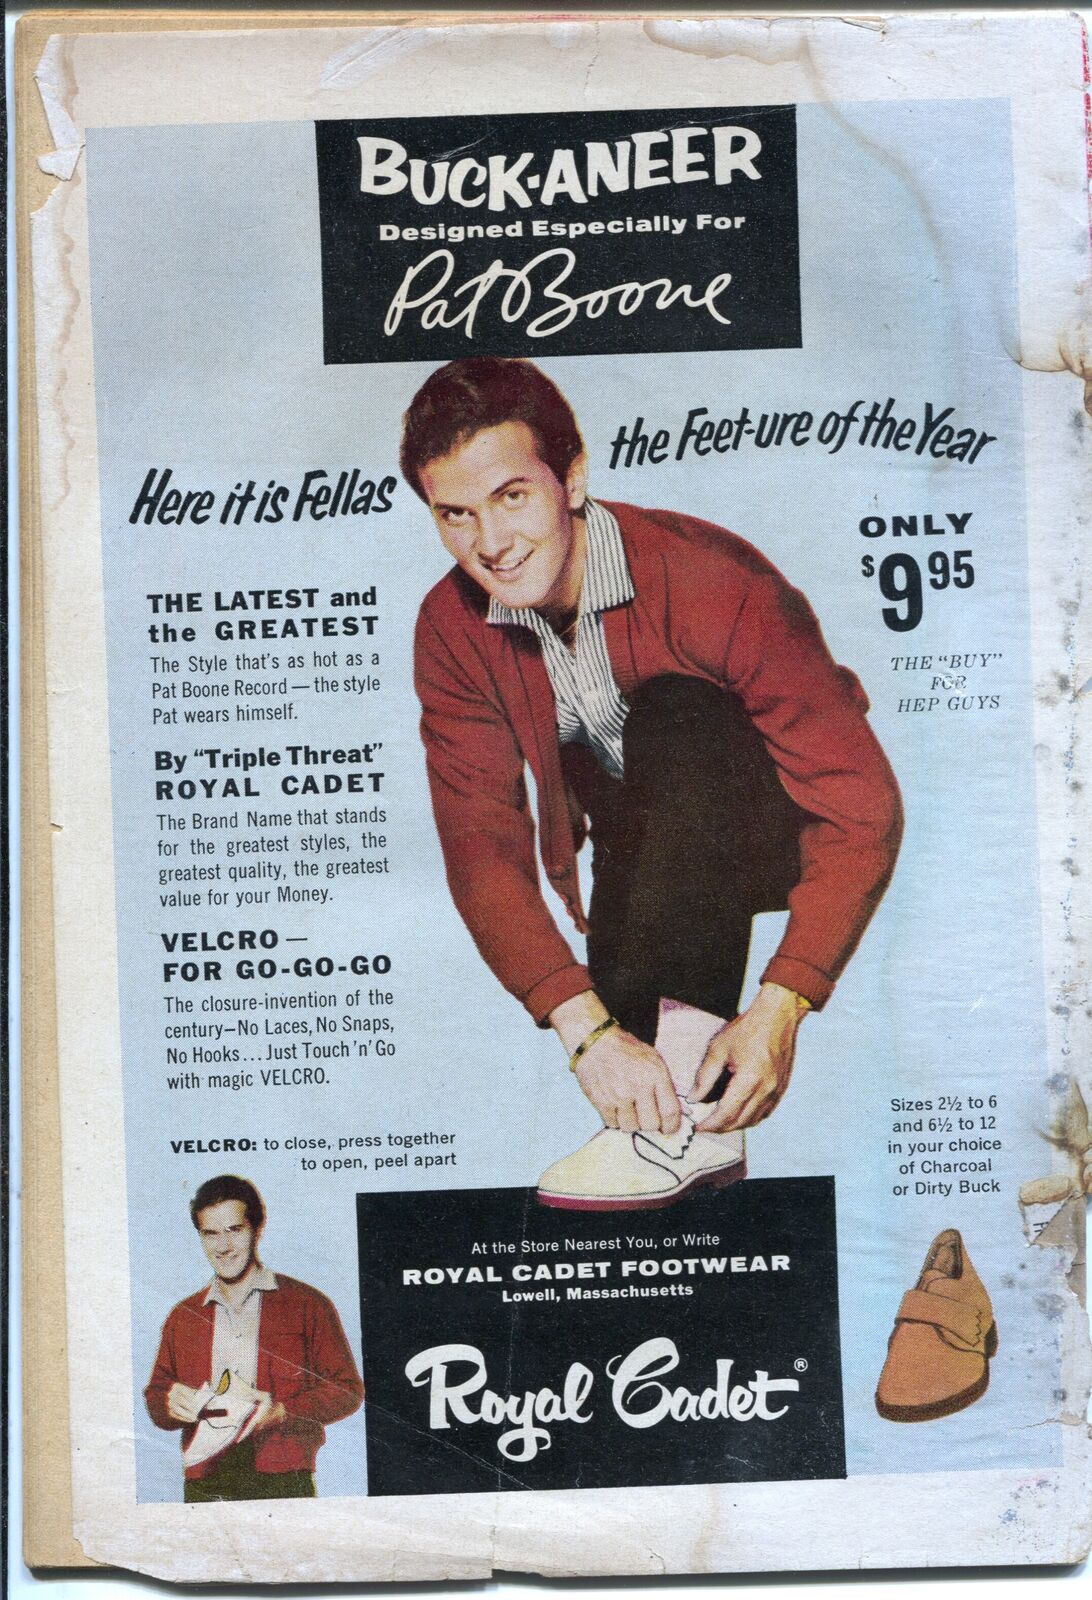 BUCK-ANEER
Designed Especially For
Pat Boone
Here it is Fellas
the Feet-ure of the Year
ONLY
$9 95
THE "BUY"
FOR
HEP GUYS
THE LATEST and
the GREATEST
The Style that's as hot as a
Pat Boone Record — the style
Pat wears himself.
By "Triple Threat"
ROYAL CADET
The Brand Name that stands
for the greatest styles, the
greatest quality, the greatest
value for your Money.
VELCRO —
FOR GO-GO-GO
The closure-invention of the
century—No Laces, No Snaps,
No Hooks... Just Touch 'n' Go
with magic VELCRO.
VELCRO: to close, press together
to open, peel apart
Sizes 2½ to 6
and 6½ to 12
in your choice
of Charcoal
or Dirty Buck
At the Store Nearest You, or Write
ROYAL CADET FOOTWEAR
Lowell, Massachusetts
Royal Cadet®